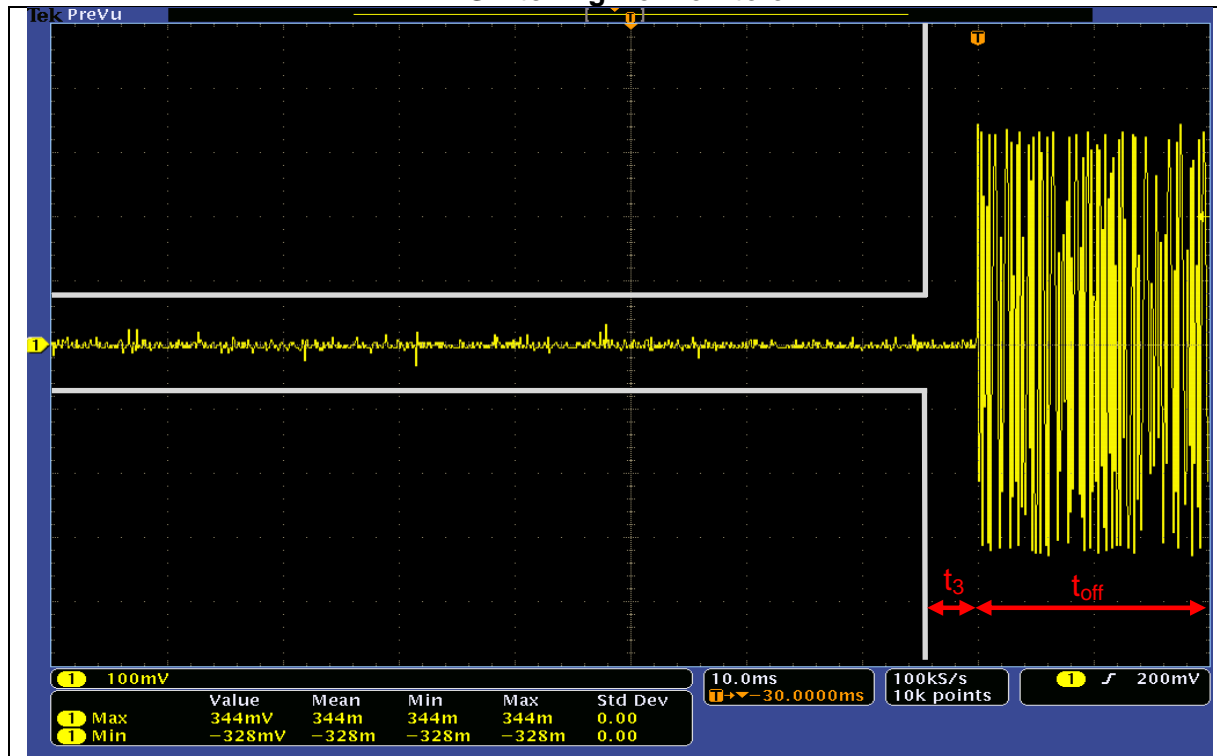 Tek PreVu
T
T
1
t3
toff
1 100mV
Value Mean Min Max Std Dev
1 Max 344mV 344m 344m 344m 0.00
1 Min −328mV −328m −328m −328m 0.00
10.0ms
T→▼−30.0000ms
100kS/s
10k points
1 ƒ 200mV